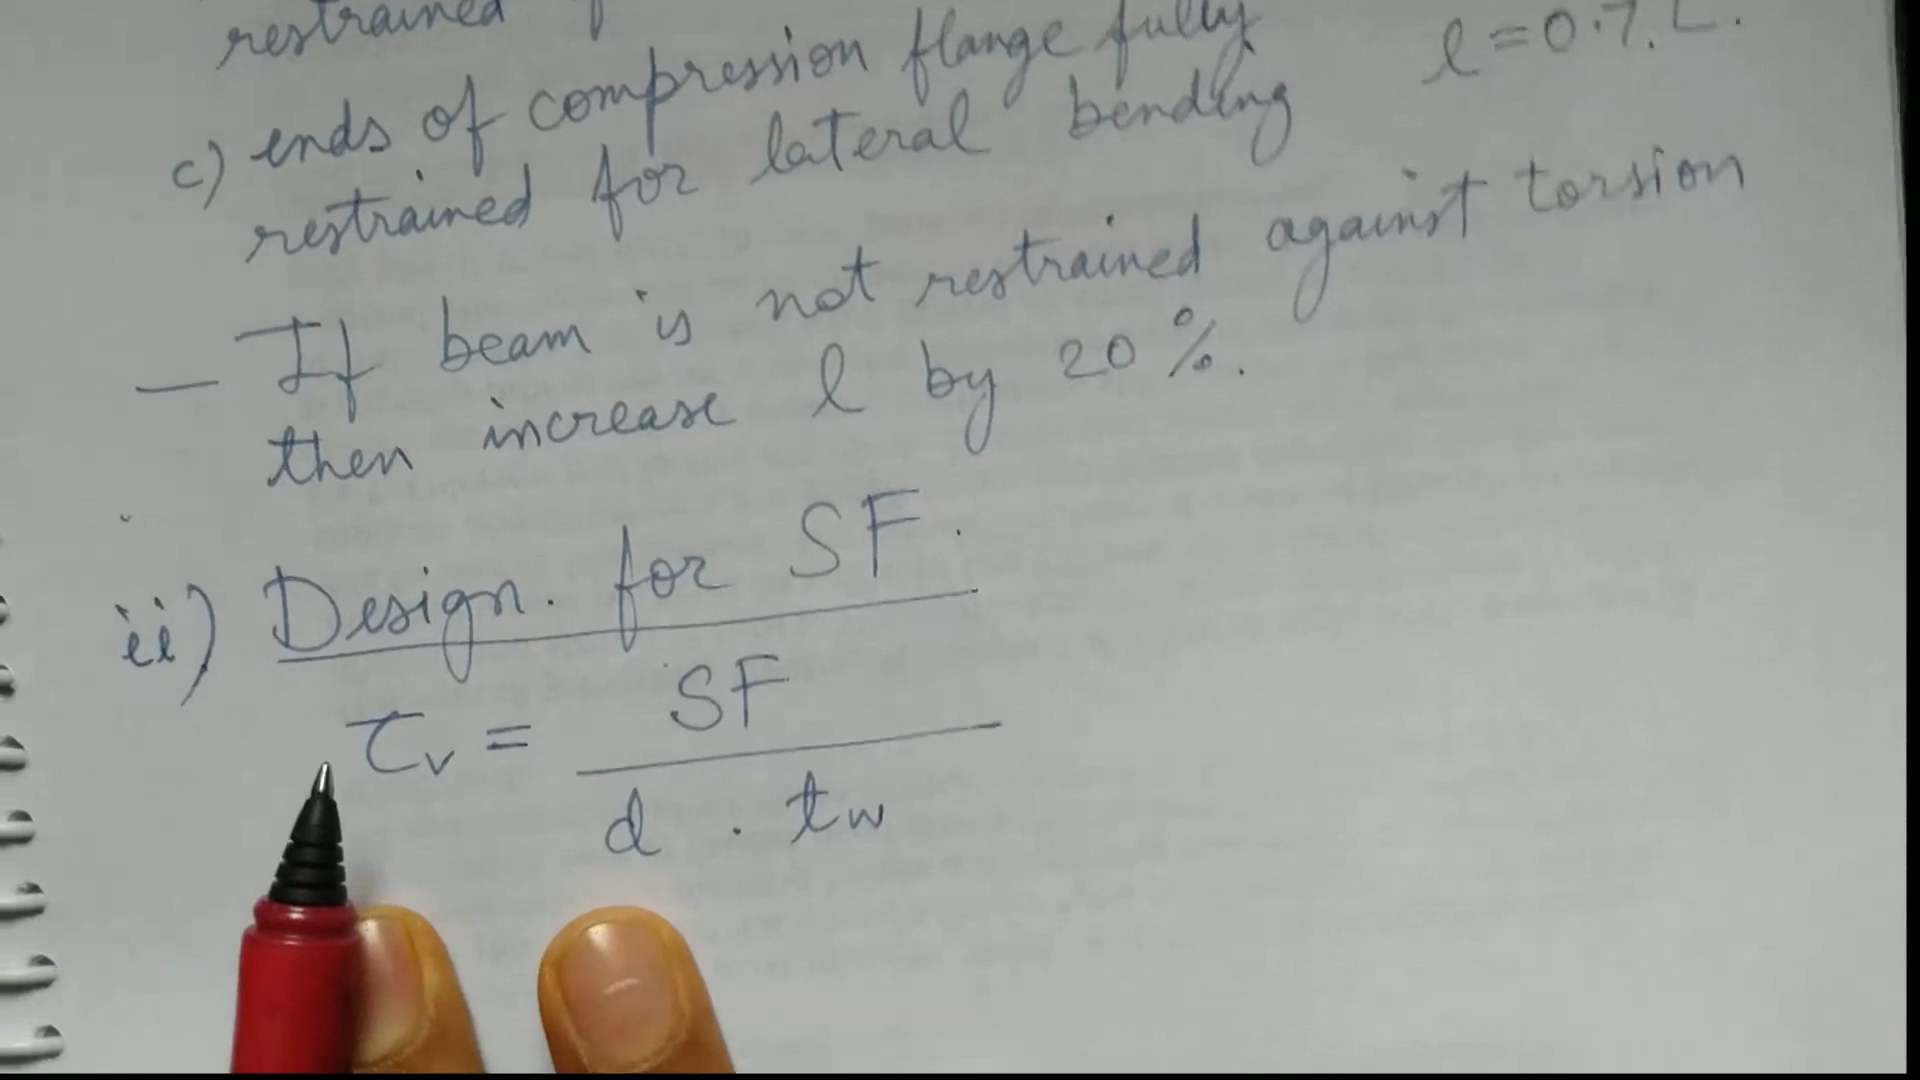 restrained
c) ends of compression flange fully
restrained for lateral bending l = 0.7. L.
— If beam is not restrained against torsion
then increase l by 20 %.
ii) Design. for SF.
τv = SF
d . tw